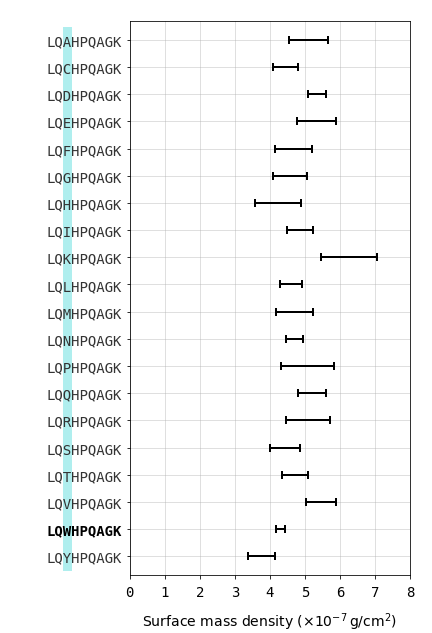 LQAHPQAGK
LQCHPQAGK
LQDHPQAGK
LQEHPQAGK
LQFHPQAGK
LQGHPQAGK
LQHHPQAGK
LQIHPQAGK
LQKHPQAGK
LQLHPQAGK
LQMHPQAGK
LQNHPQAGK
LQPHPQAGK
LQQHPQAGK
LQRHPQAGK
LQSHPQAGK
LQTHPQAGK
LQVHPQAGK
LQWHPQAGK
LQYHPQAGK
0 1 2 3 4 5 6 7 8
Surface mass density (×10⁻⁷ g/cm²)